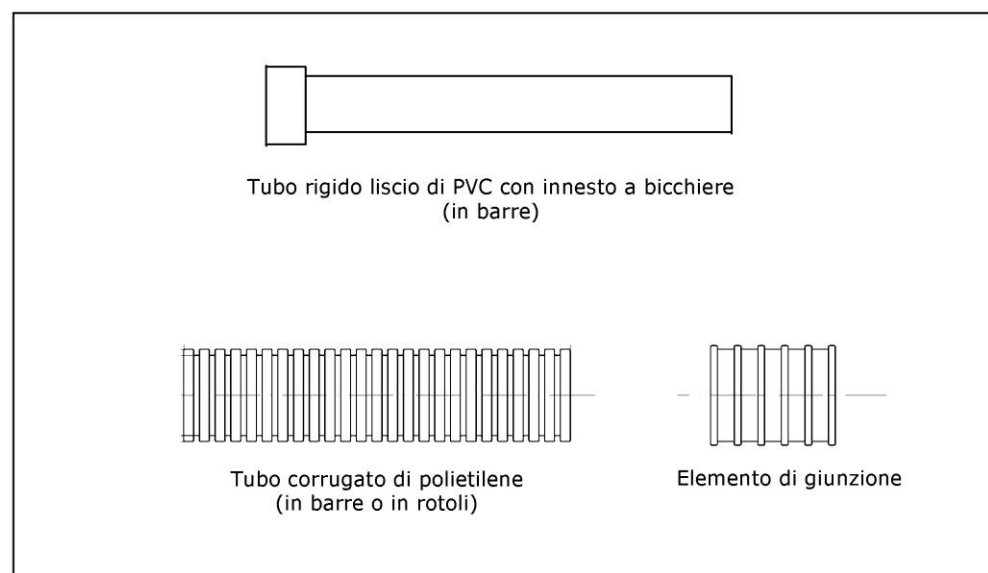 Tubo rigido liscio di PVC con innesto a bicchiere
(in barre)
Tubo corrugato di polietilene
(in barre o in rotoli)
Elemento di giunzione